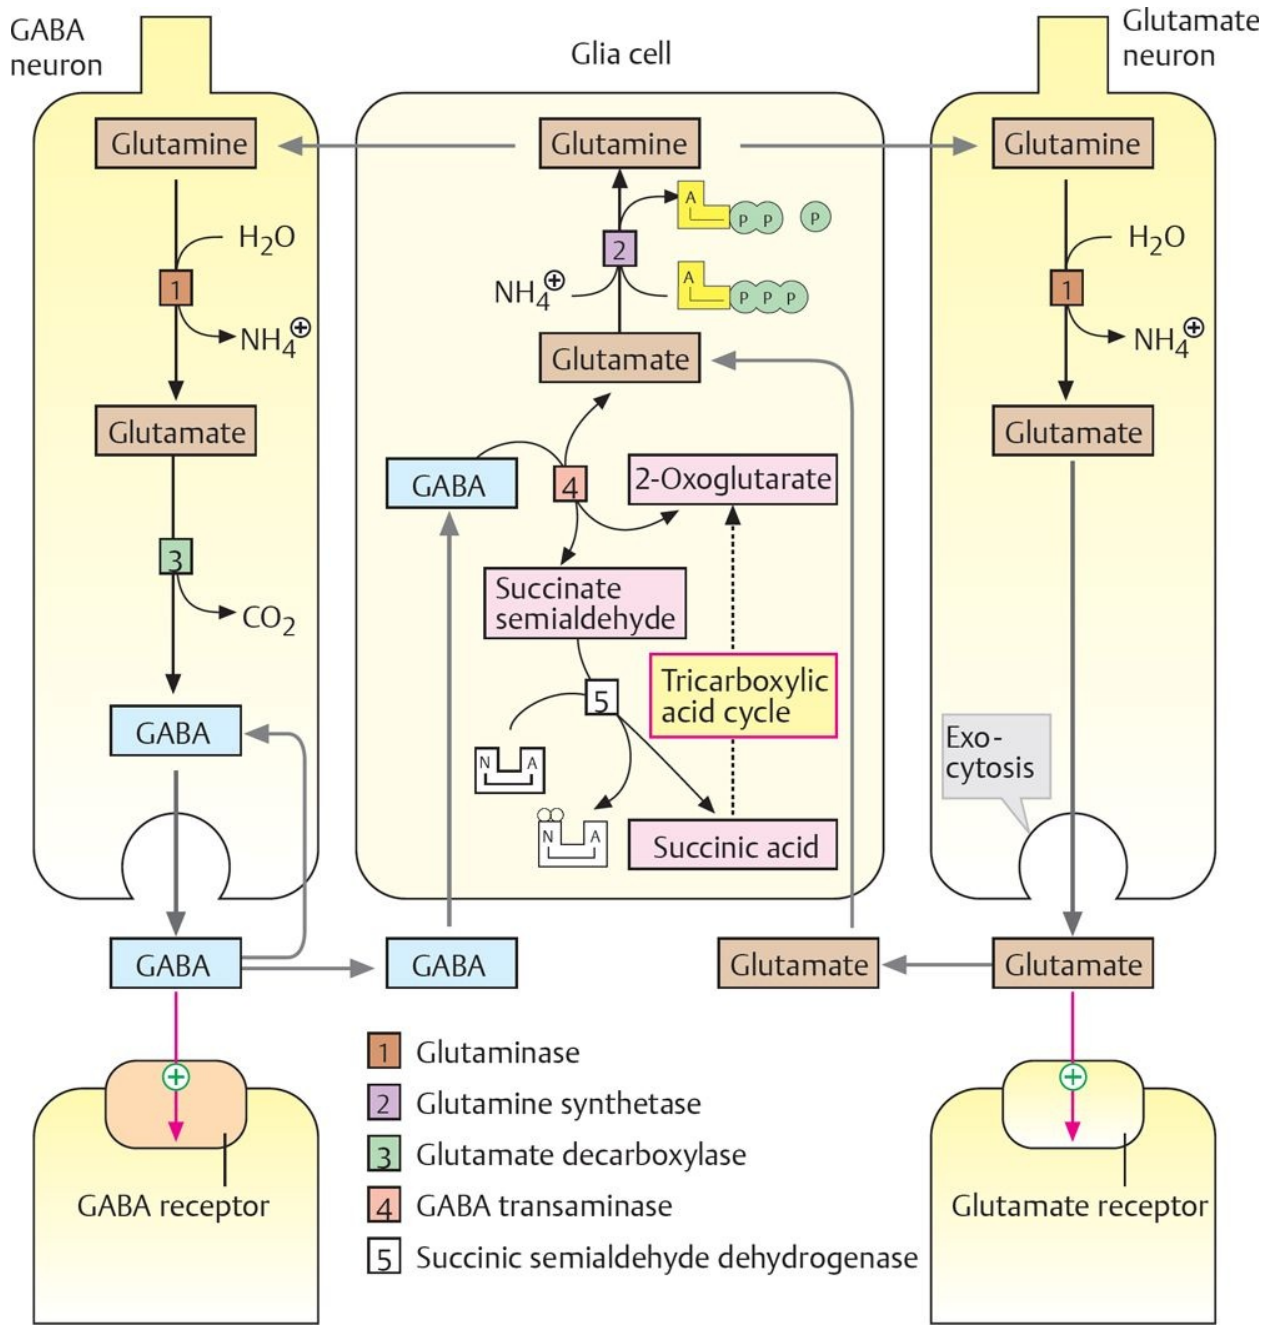 GABA
neuron
Glia cell
Glutamate
neuron
Glutamine
Glutamine
Glutamine
A
P P P
H₂O
2
H₂O
NH₄⊕
A
P P P
1
1
NH₄⊕
NH₄⊕
Glutamate
Glutamate
Glutamate
GABA
4
2-Oxoglutarate
3
CO₂
Succinate
semialdehyde
5
Tricarboxylic
acid cycle
GABA
N A
Exo-
cytosis
N A
Succinic acid
GABA
GABA
Glutamate
Glutamate
+
+
GABA receptor
Glutamate receptor
1 Glutaminase
2 Glutamine synthetase
3 Glutamate decarboxylase
4 GABA transaminase
5 Succinic semialdehyde dehydrogenase